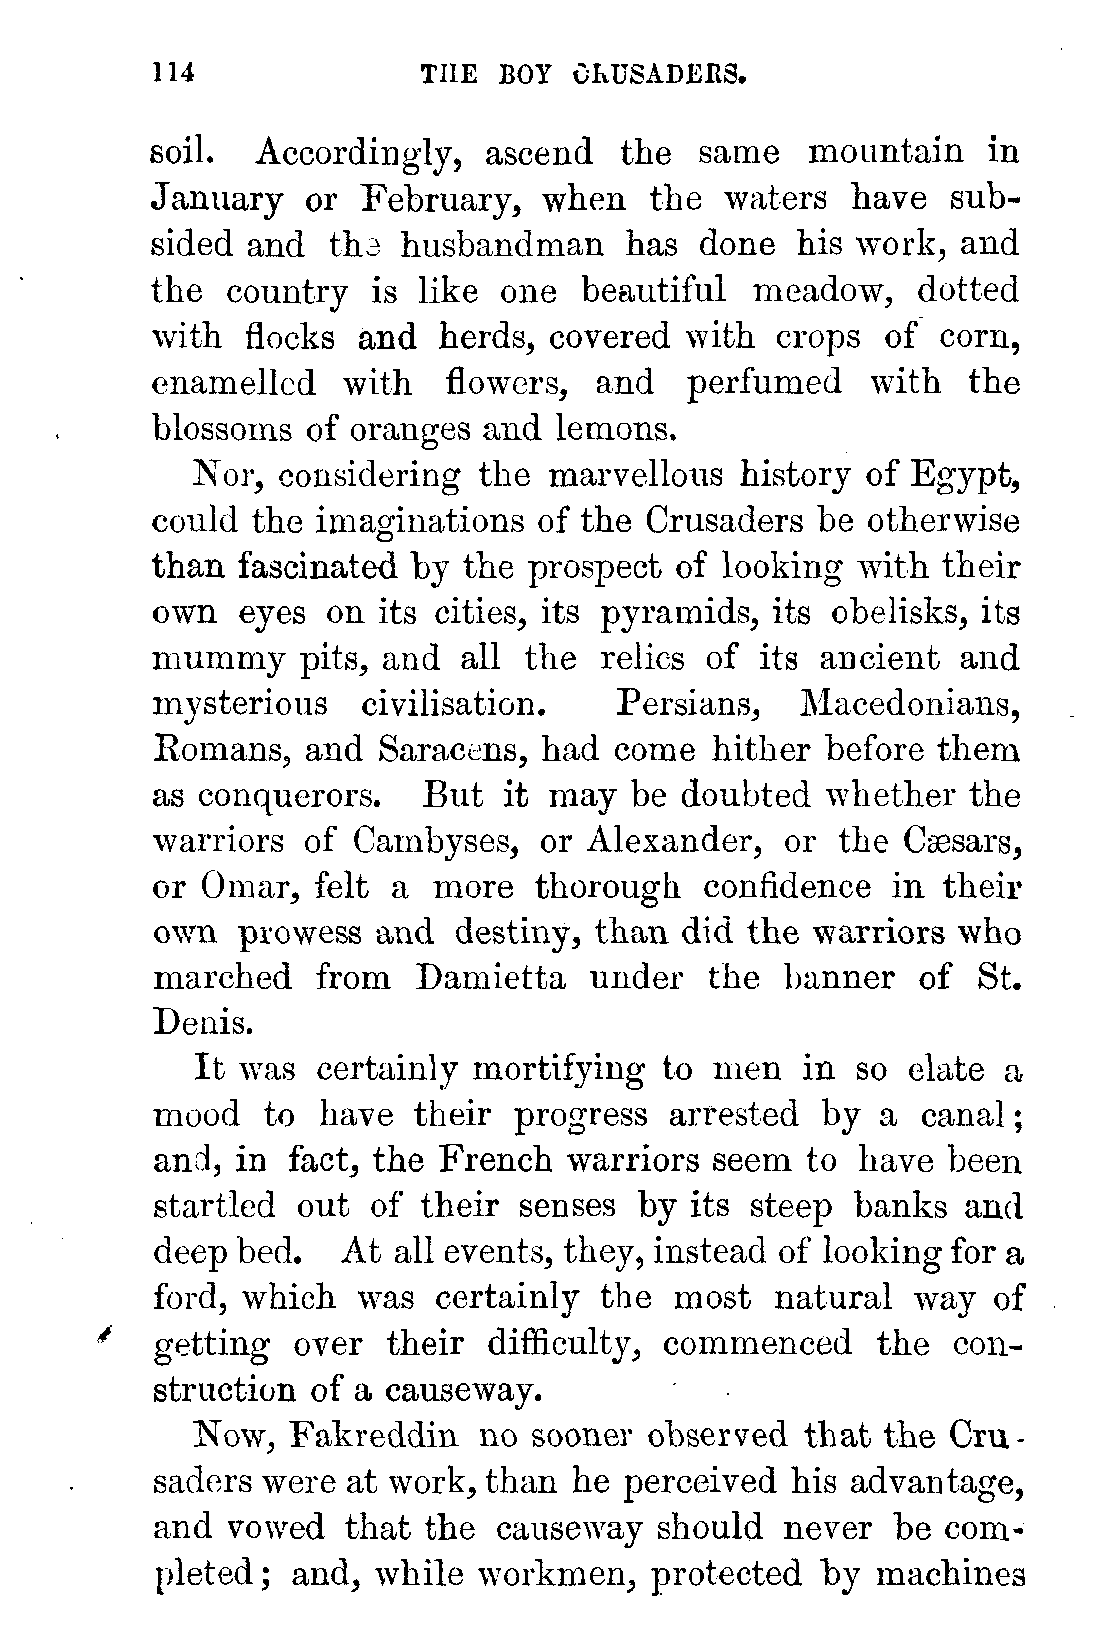 114 THE BOY CRUSADERS.
soil. Accordingly, ascend the same mountain in
January or February, when the waters have sub-
sided and the husbandman has done his work, and
the country is like one beautiful meadow, dotted
with flocks and herds, covered with crops of corn,
enamelled with flowers, and perfumed with the
blossoms of oranges and lemons.
Nor, considering the marvellous history of Egypt,
could the imaginations of the Crusaders be otherwise
than fascinated by the prospect of looking with their
own eyes on its cities, its pyramids, its obelisks, its
mummy pits, and all the relics of its ancient and
mysterious civilisation. Persians, Macedonians,
Romans, and Saracens, had come hither before them
as conquerors. But it may be doubted whether the
warriors of Cambyses, or Alexander, or the Cæsars,
or Omar, felt a more thorough confidence in their
own prowess and destiny, than did the warriors who
marched from Damietta under the banner of St.
Denis.
It was certainly mortifying to men in so elate a
mood to have their progress arrested by a canal;
and, in fact, the French warriors seem to have been
startled out of their senses by its steep banks and
deep bed. At all events, they, instead of looking for a
ford, which was certainly the most natural way of
getting over their difficulty, commenced the con-
struction of a causeway.
Now, Fakreddin no sooner observed that the Cru-
saders were at work, than he perceived his advantage,
and vowed that the causeway should never be com-
pleted; and, while workmen, protected by machines